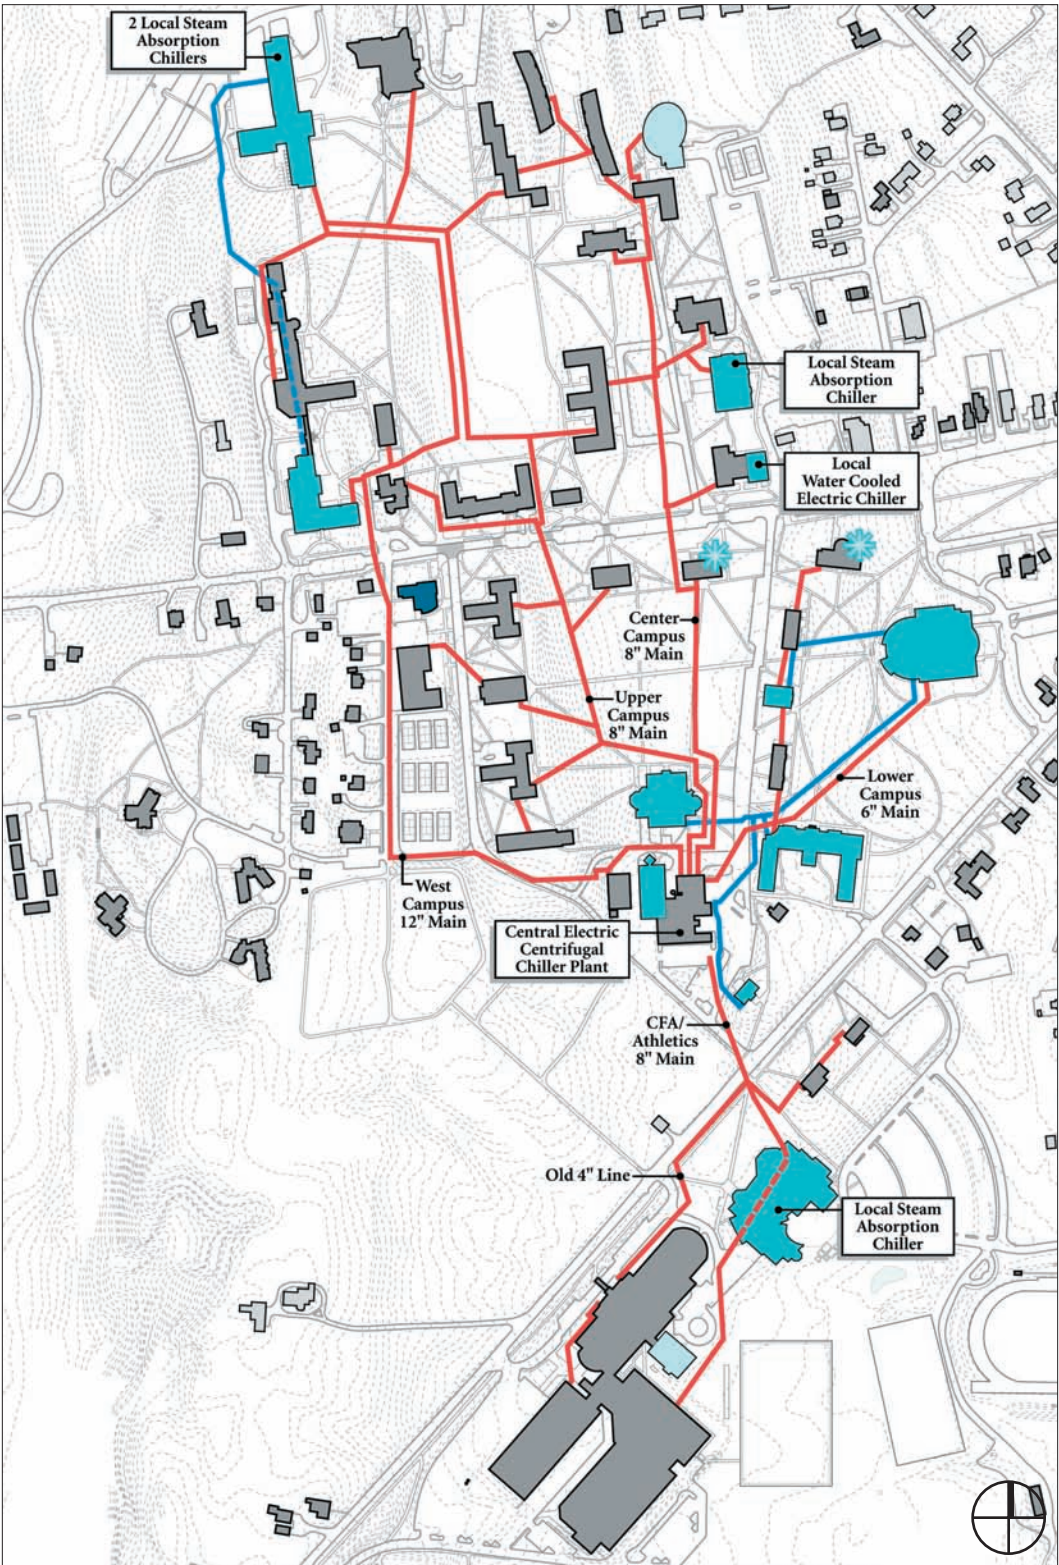 2 Local Steam
Absorption
Chillers
Local Steam
Absorption
Chiller
Local
Water Cooled
Electric Chiller
Center
Campus
8" Main
Upper
Campus
8" Main
Lower
Campus
6" Main
West
Campus
12" Main
Central Electric
Centrifugal
Chiller Plant
CFA/
Athletics
8" Main
Old 4" Line
Local Steam
Absorption
Chiller